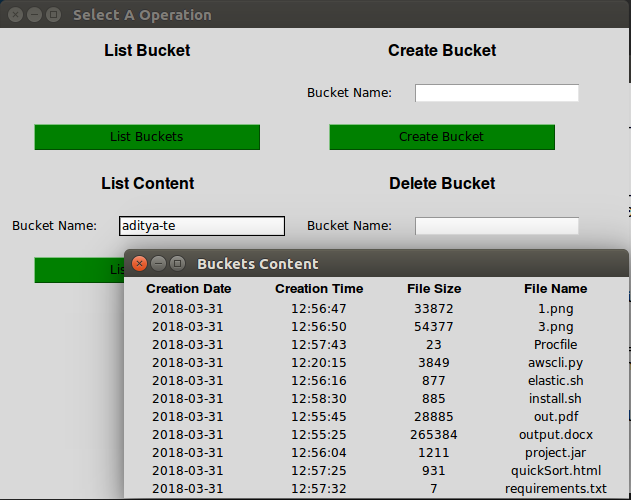 Select A Operation
List Bucket Create Bucket
Bucket Name:
List Buckets Create Bucket
List Content Delete Bucket
Bucket Name: aditya-te Bucket Name:
Buckets Content
Creation Date Creation Time File Size File Name
2018-03-31 12:56:47 33872 1.png
2018-03-31 12:56:50 54377 3.png
2018-03-31 12:57:43 23 Procfile
2018-03-31 12:20:15 3849 awscli.py
2018-03-31 12:56:16 877 elastic.sh
2018-03-31 12:58:30 885 install.sh
2018-03-31 12:55:45 28885 out.pdf
2018-03-31 12:55:25 265384 output.docx
2018-03-31 12:56:04 1211 project.jar
2018-03-31 12:57:25 931 quickSort.html
2018-03-31 12:57:32 7 requirements.txt